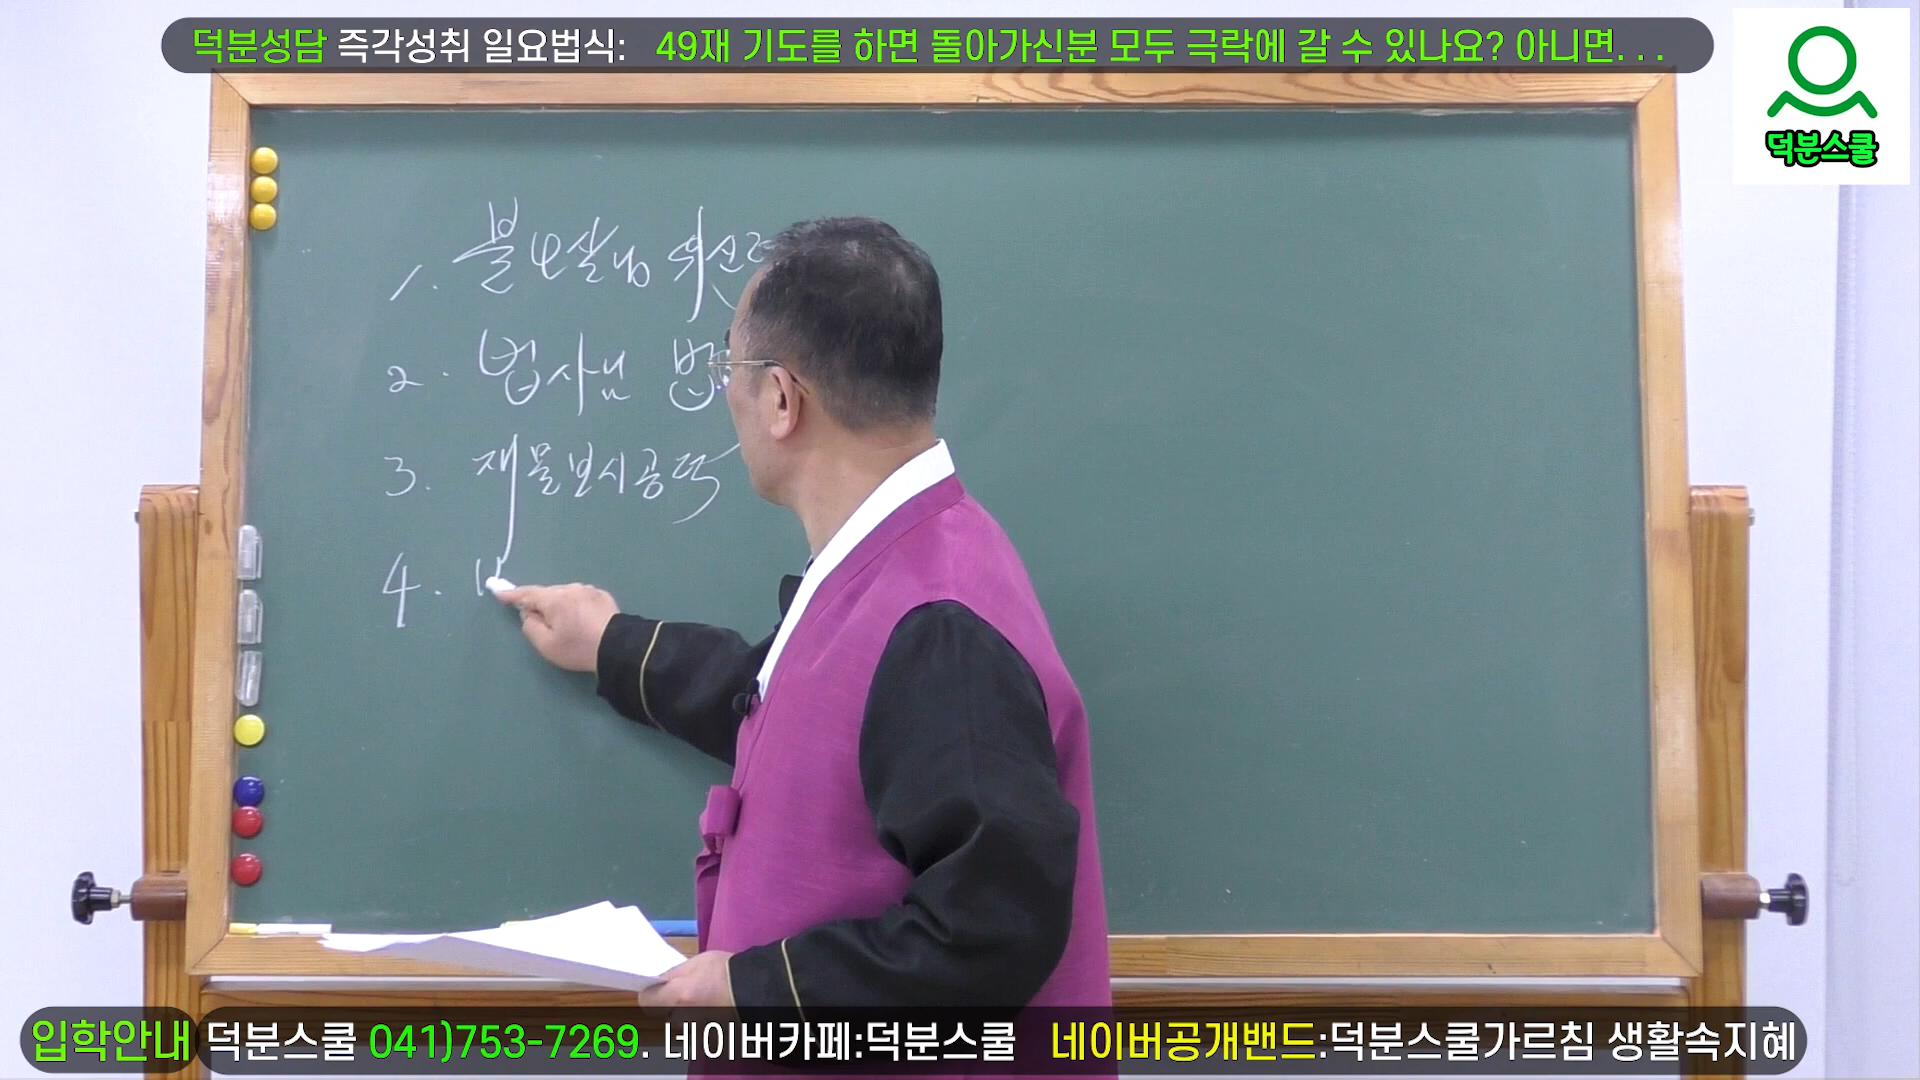 덕분성담 즉각성취 일요법식: 49재 기도를 하면 돌아가신분 모두 극락에 갈 수 있나요? 아니면. . .
덕분스쿨
1. 불보살님 위신
2. 법사님 법
3. 재물보시공덕
4.
입학안내 덕분스쿨 041)753-7269. 네이버카페:덕분스쿨 네이버공개밴드:덕분스쿨가르침 생활속지혜